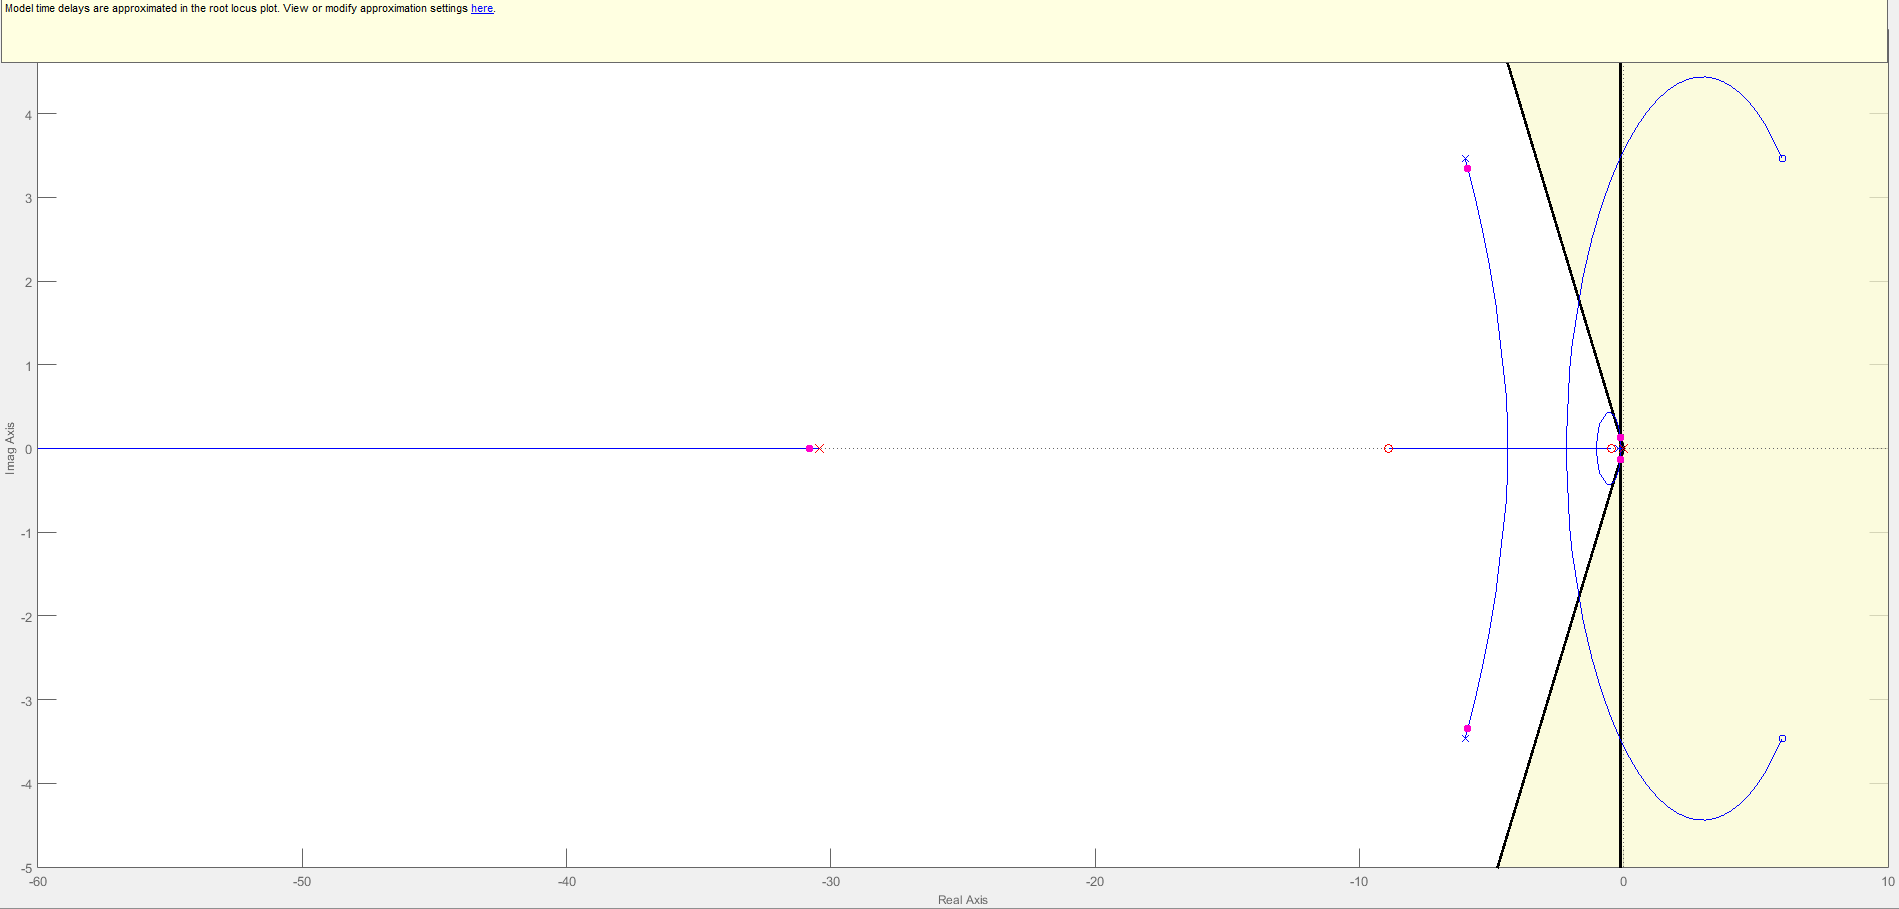 Model time delays are approximated in the root locus plot. View or modify approximation settings here.
4
3
2
1
0
-1
-2
-3
-4
-5
Imag Axis
-60 -50 -40 -30 -20 -10 0 10
Real Axis